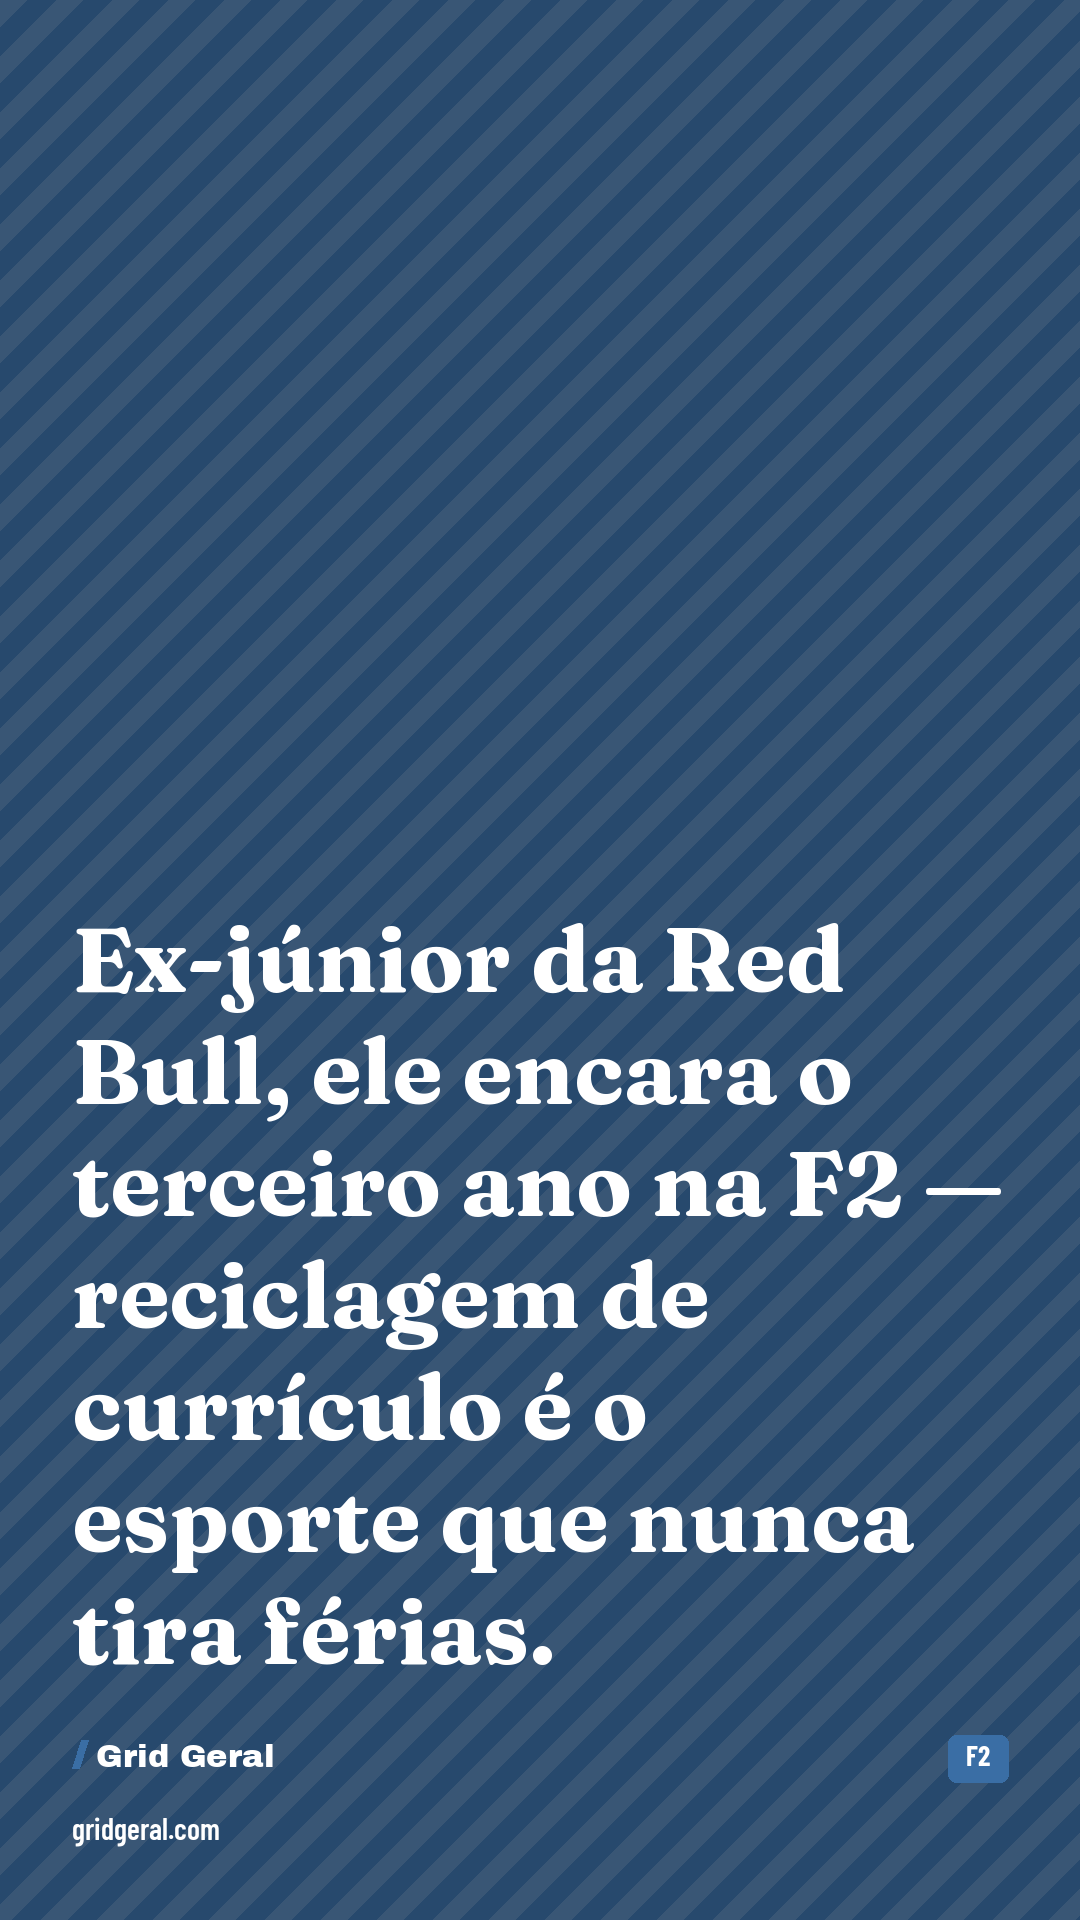 Ex-júnior da Red
Bull, ele encara o
terceiro ano na F2 —
reciclagem de
currículo é o
esporte que nunca
tira férias.
Grid Geral
F2
gridgeral.com